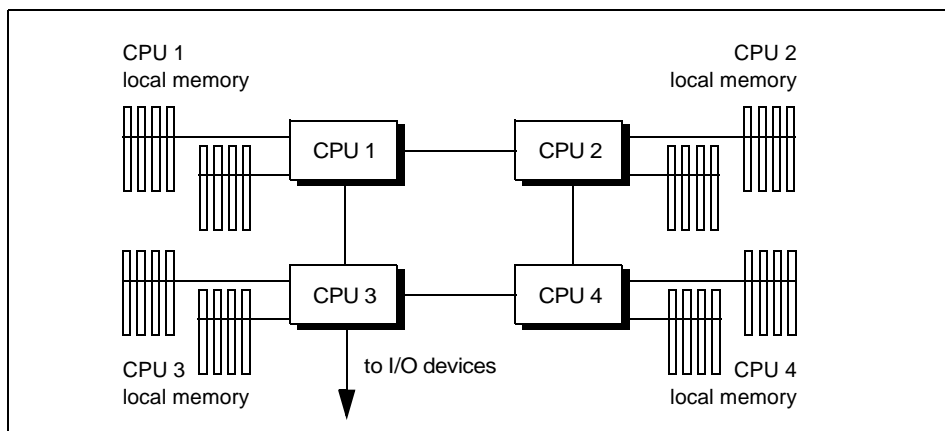 CPU 1
local memory
CPU 2
local memory
CPU 1
CPU 2
CPU 3
CPU 4
to I/O devices
CPU 3
local memory
CPU 4
local memory